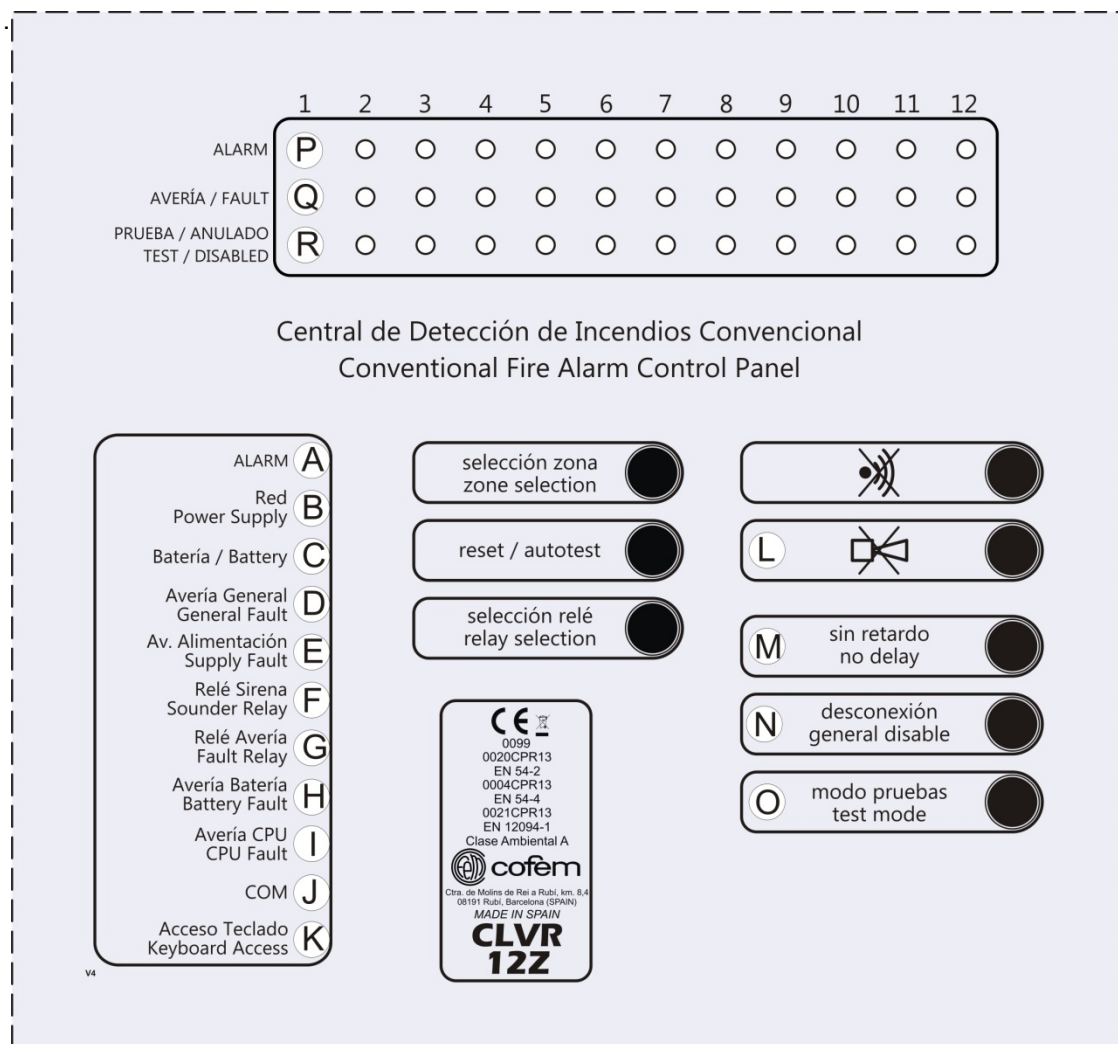 1 2 3 4 5 6 7 8 9 10 11 12
ALARM P
AVERÍA / FAULT Q
PRUEBA / ANULADO
TEST / DISABLED R
Central de Detección de Incendios Convencional
Conventional Fire Alarm Control Panel
ALARM A
Red
Power Supply B
Batería / Battery C
Avería General
General Fault D
Av. Alimentación
Supply Fault E
Relé Sirena
Sounder Relay F
Relé Avería
Fault Relay G
Avería Batería
Battery Fault H
Avería CPU
CPU Fault I
COM J
Acceso Teclado
Keyboard Access K
V4
selección zona
zone selection
reset / autotest
selección relé
relay selection
CE
0099
0020CPR13
EN 54-2
0004CPR13
EN 54-4
0021CPR13
EN 12094-1
Clase Ambiental A
cofem
Ctra. de Molins de Rei a Rubí, km. 8,4
08191 Rubí, Barcelona (SPAIN)
MADE IN SPAIN
CLVR
12Z
L
M
sin retardo
no delay
N
desconexión
general disable
O
modo pruebas
test mode